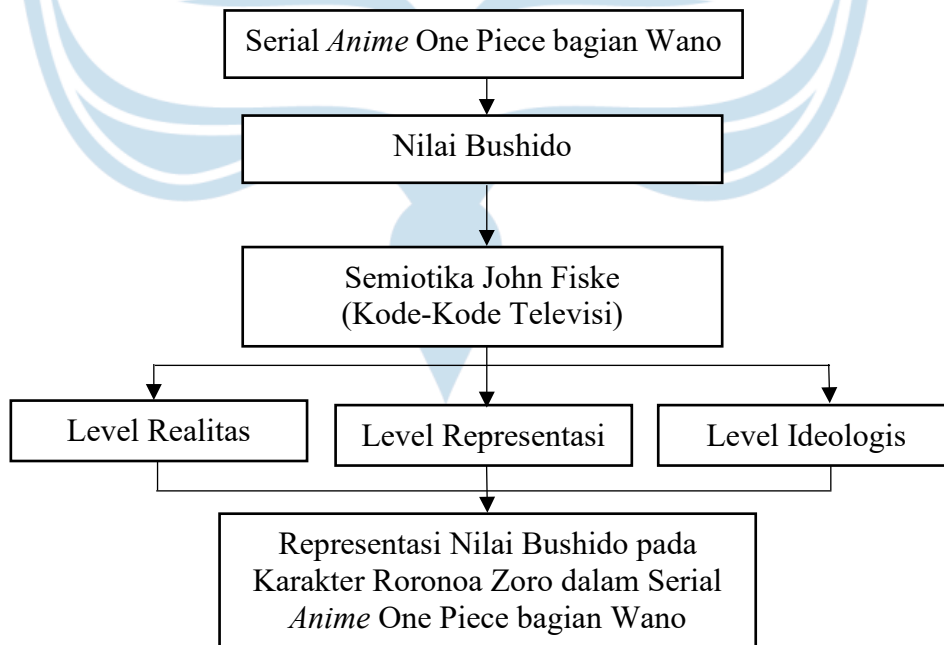 Serial Anime One Piece bagian Wano
Nilai Bushido
Semiotika John Fiske
(Kode-Kode Televisi)
Level Realitas
Level Representasi
Level Ideologis
Representasi Nilai Bushido pada
Karakter Roronoa Zoro dalam Serial
Anime One Piece bagian Wano